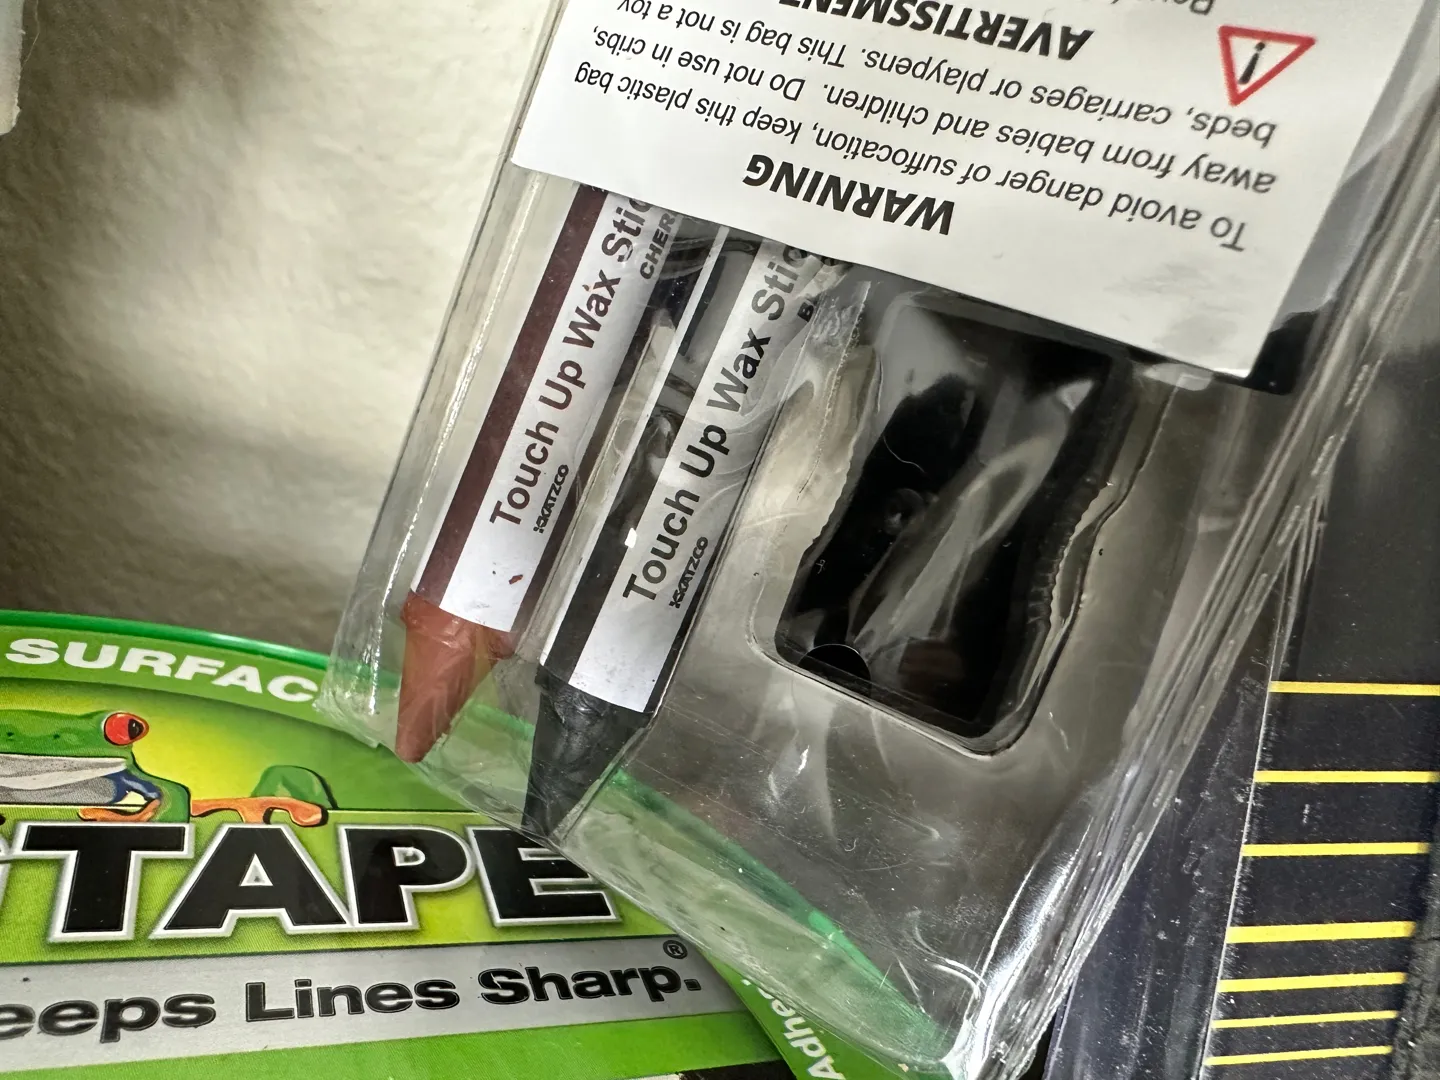 WARNING
To avoid danger of suffocation, keep this plastic bag
away from babies and children. Do not use in cribs,
beds, carriages or playpens. This bag is not a toy
AVERTISSEMENT
Touch Up Wax Stic
CHER
KATZCO
Touch Up Wax Stic
KATZCO
SURFAC
TAPE
eeps Lines Sharp.®
Adhes